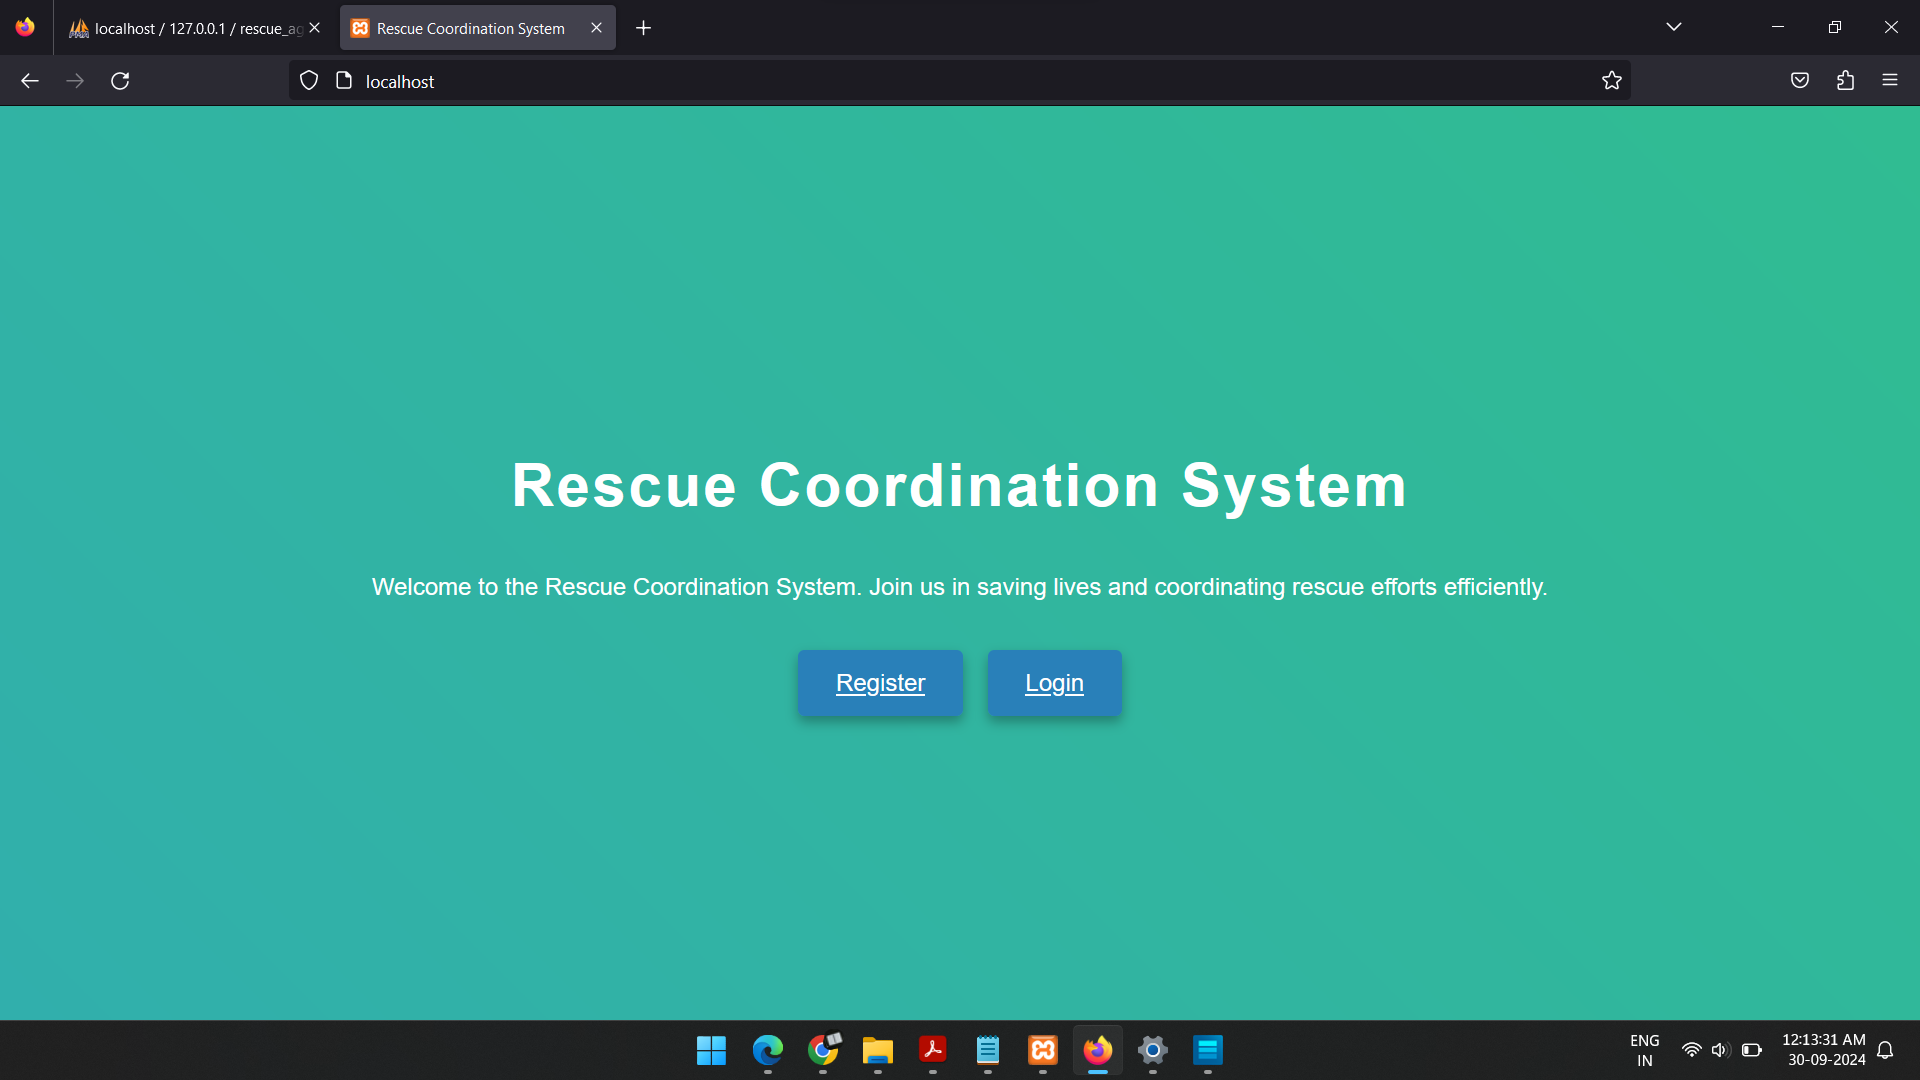 localhost / 127.0.0.1 / rescue_ag
Rescue Coordination System
localhost
Rescue Coordination System
Welcome to the Rescue Coordination System. Join us in saving lives and coordinating rescue efforts efficiently.
Register
Login
ENG
IN
12:13:31 AM
30-09-2024